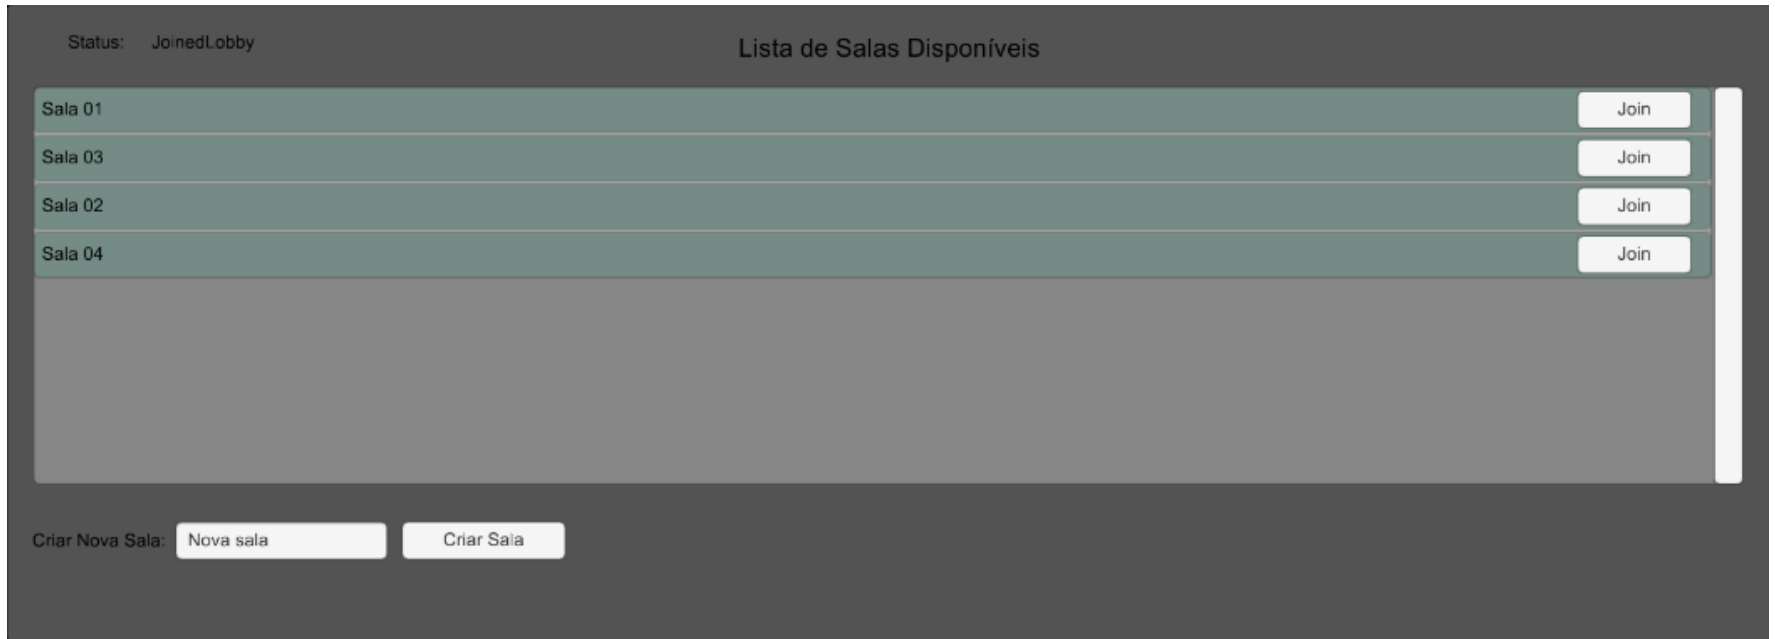 Status: JoinedLobby
Lista de Salas Disponíveis
Sala 01 Join
Sala 03 Join
Sala 02 Join
Sala 04 Join
Criar Nova Sala: Nova sala Criar Sala